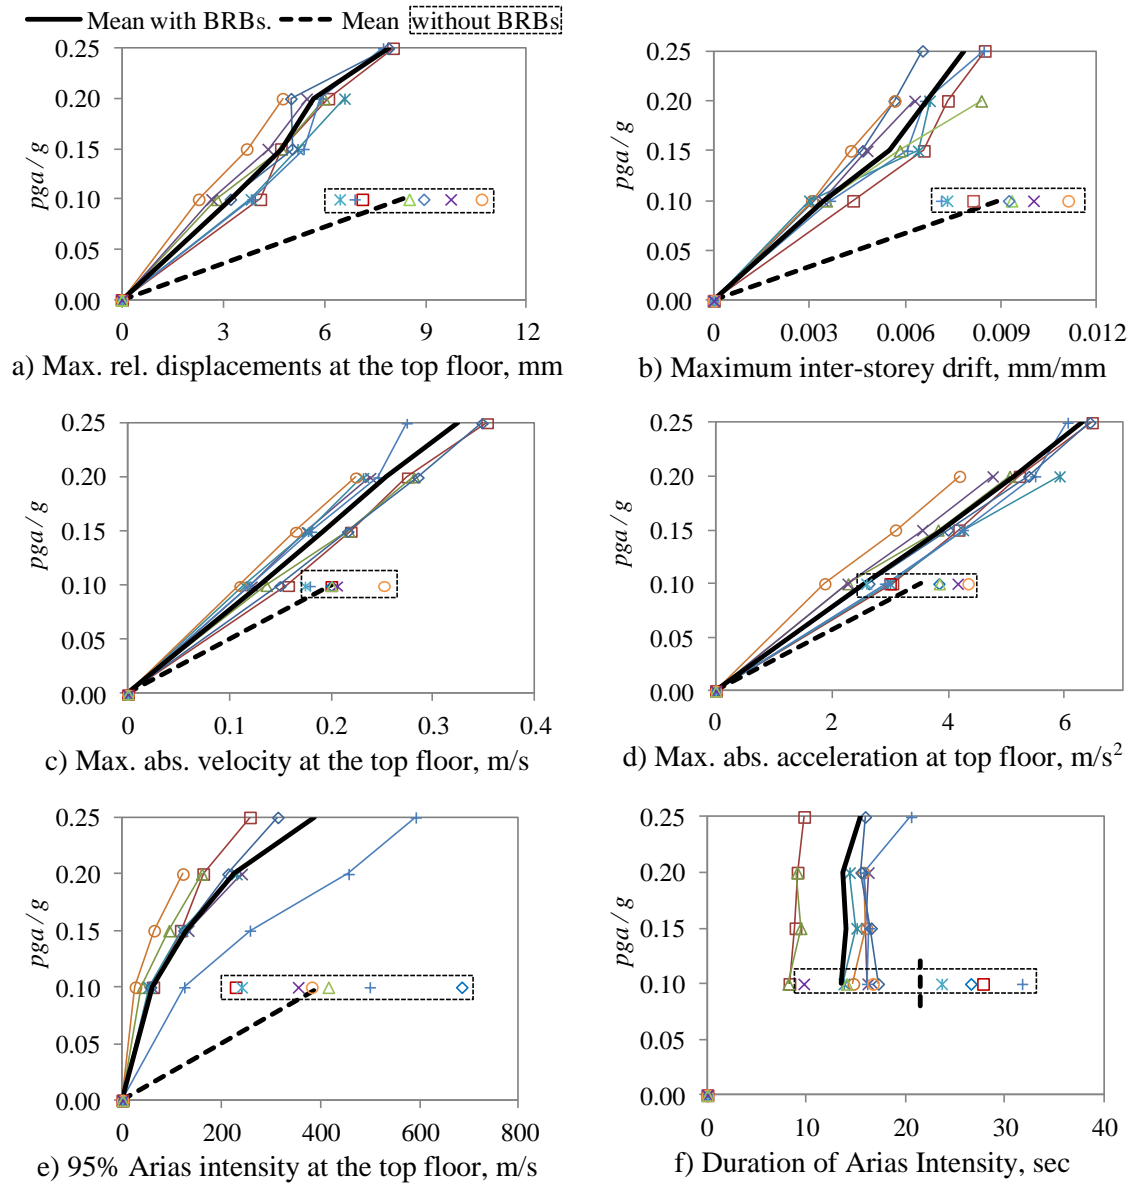 Mean with BRBs. Mean without BRBs
0.25
0.20
0.15
0.10
0.05
0.00
pga / g
0 3 6 9 12
a) Max. rel. displacements at the top floor, mm
0.25
0.20
0.15
0.10
0.05
0.00
pga / g
0 0.003 0.006 0.009 0.012
b) Maximum inter-storey drift, mm/mm
0.25
0.20
0.15
0.10
0.05
0.00
pga / g
0 0.1 0.2 0.3 0.4
c) Max. abs. velocity at the top floor, m/s
0.25
0.20
0.15
0.10
0.05
0.00
pga / g
0 2 4 6
d) Max. abs. acceleration at top floor, m/s²
0.25
0.20
0.15
0.10
0.05
0.00
pga / g
0 200 400 600 800
e) 95% Arias intensity at the top floor, m/s
0.25
0.20
0.15
0.10
0.05
0.00
pga / g
0 10 20 30 40
f) Duration of Arias Intensity, sec